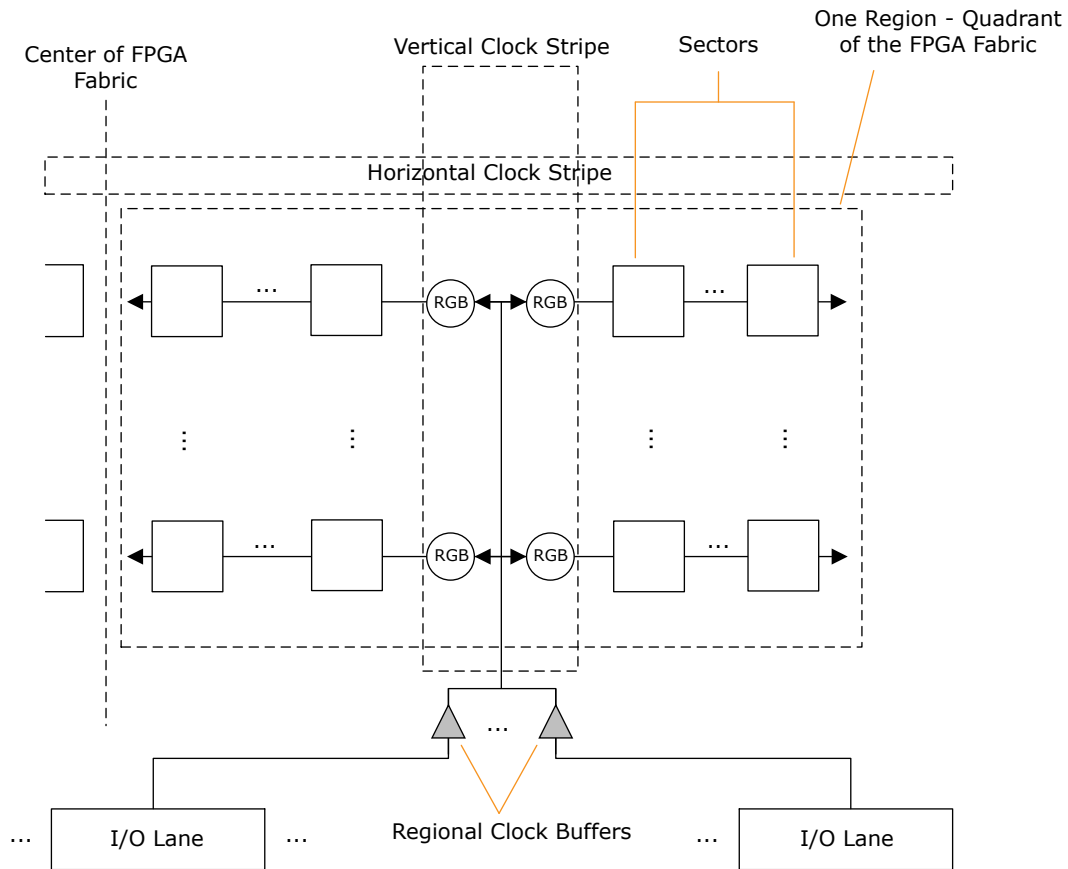 One Region - Quadrant
of the FPGA Fabric
Vertical Clock Stripe
Sectors
Center of FPGA
Fabric
Horizontal Clock Stripe
...
RGB
RGB
...
...
...
...
...
...
RGB
RGB
...
...
... I/O Lane ...
Regional Clock Buffers
... I/O Lane